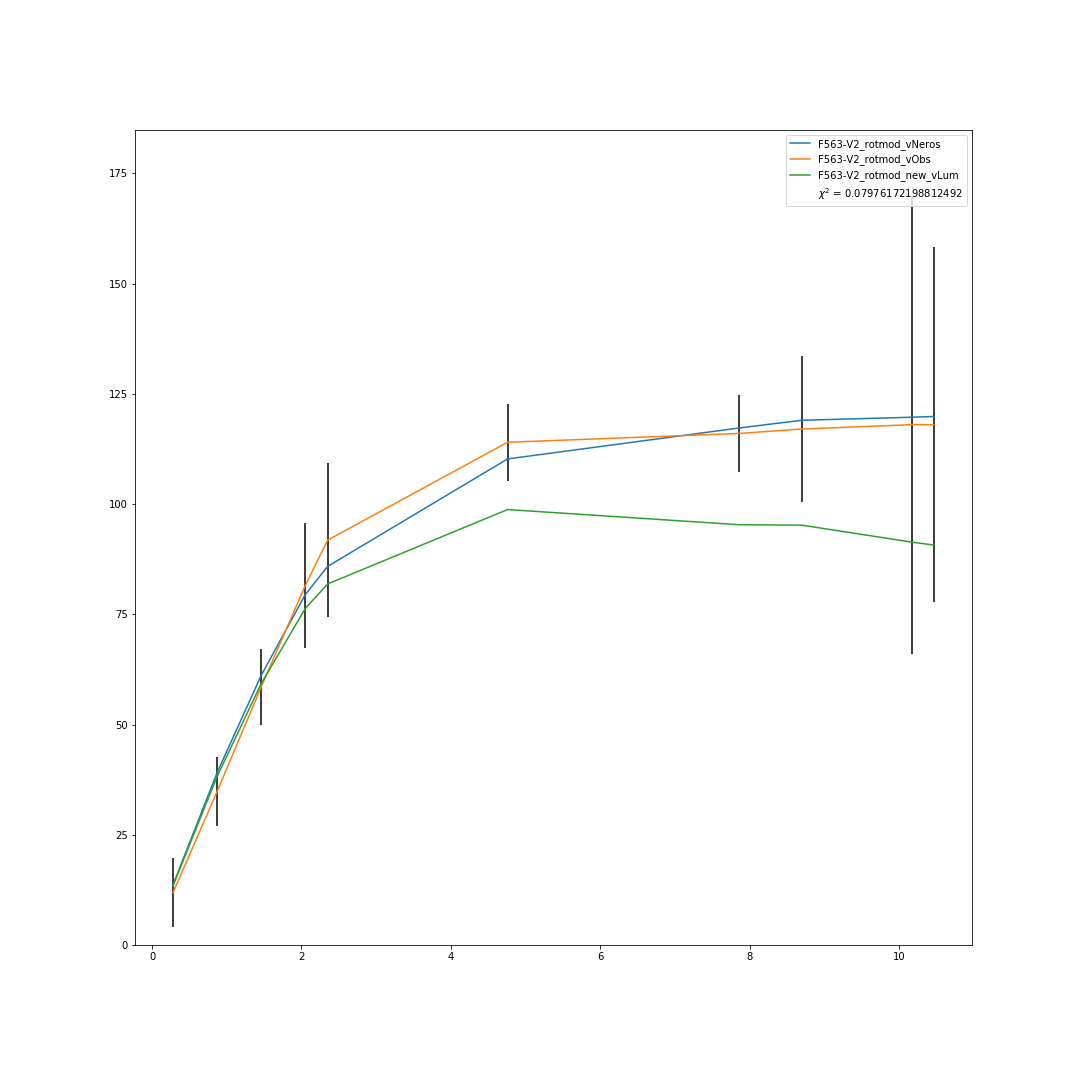 F563-V2_rotmod_vNeros
F563-V2_rotmod_vObs
F563-V2_rotmod_new_vLum
χ² = 0.07976172198812492
175
150
125
100
75
50
25
0
0 2 4 6 8 10